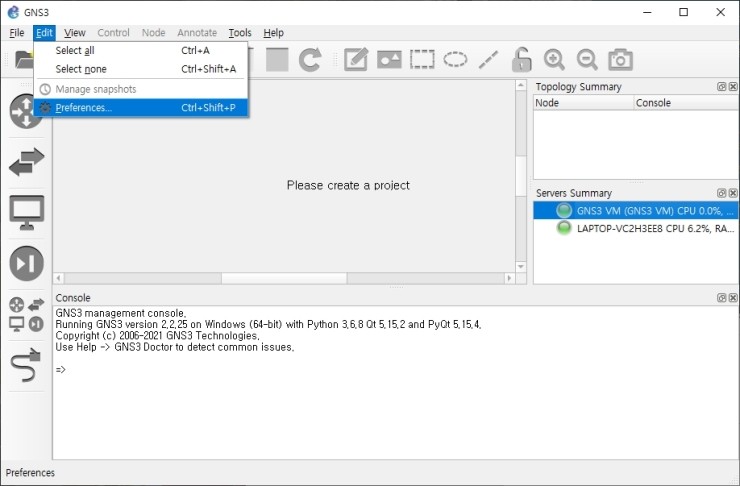 GNS3
File Edit View Control Node Annotate Tools Help
Select all Ctrl+A
Select none Ctrl+Shift+A
Manage snapshots
Preferences... Ctrl+Shift+P
Please create a project
Topology Summary
Node Console
Servers Summary
GNS3 VM (GNS3 VM) CPU 0.0%, ...
LAPTOP-VC2H3EE8 CPU 6.2%, RA...
Console
GNS3 management console.
Running GNS3 version 2.2.25 on Windows (64-bit) with Python 3.6.8 Qt 5.15.2 and PyQt 5.15.4.
Copyright (c) 2006-2021 GNS3 Technologies.
Use Help -> GNS3 Doctor to detect common issues.
=>
Preferences